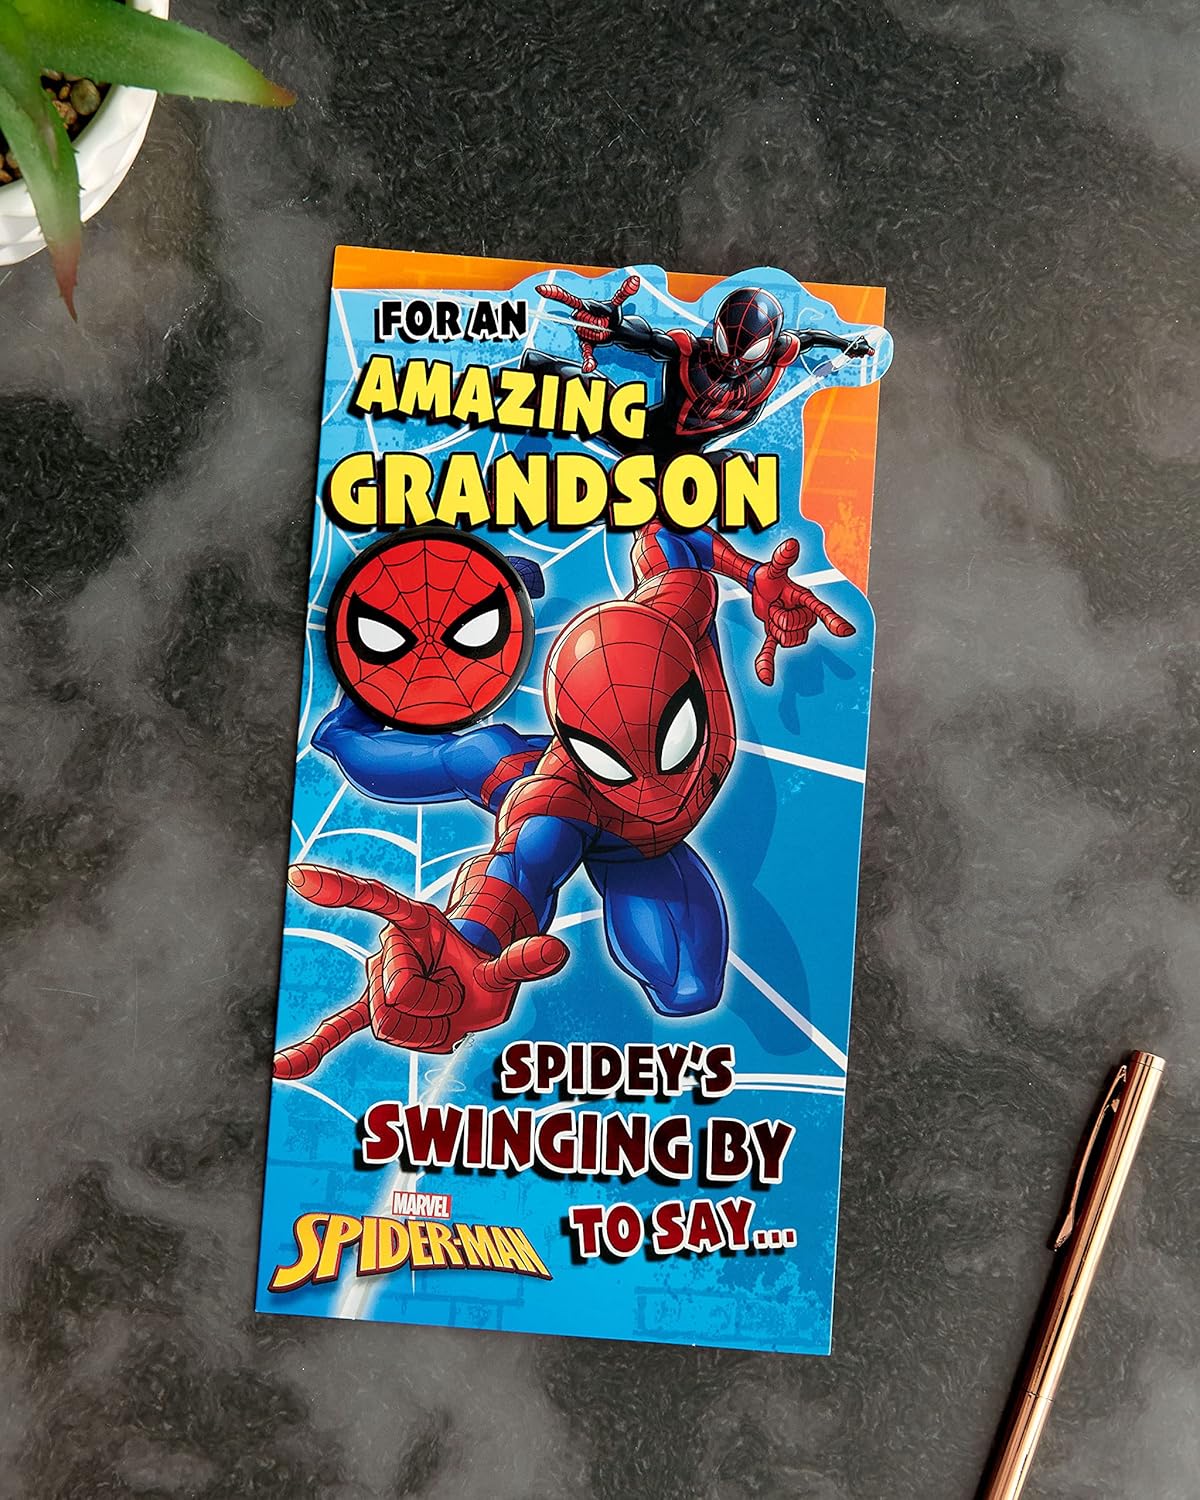 FOR AN
AMAZING
GRANDSON
SPIDEY'S
SWINGING BY
TO SAY...
MARVEL
SPIDER-MAN